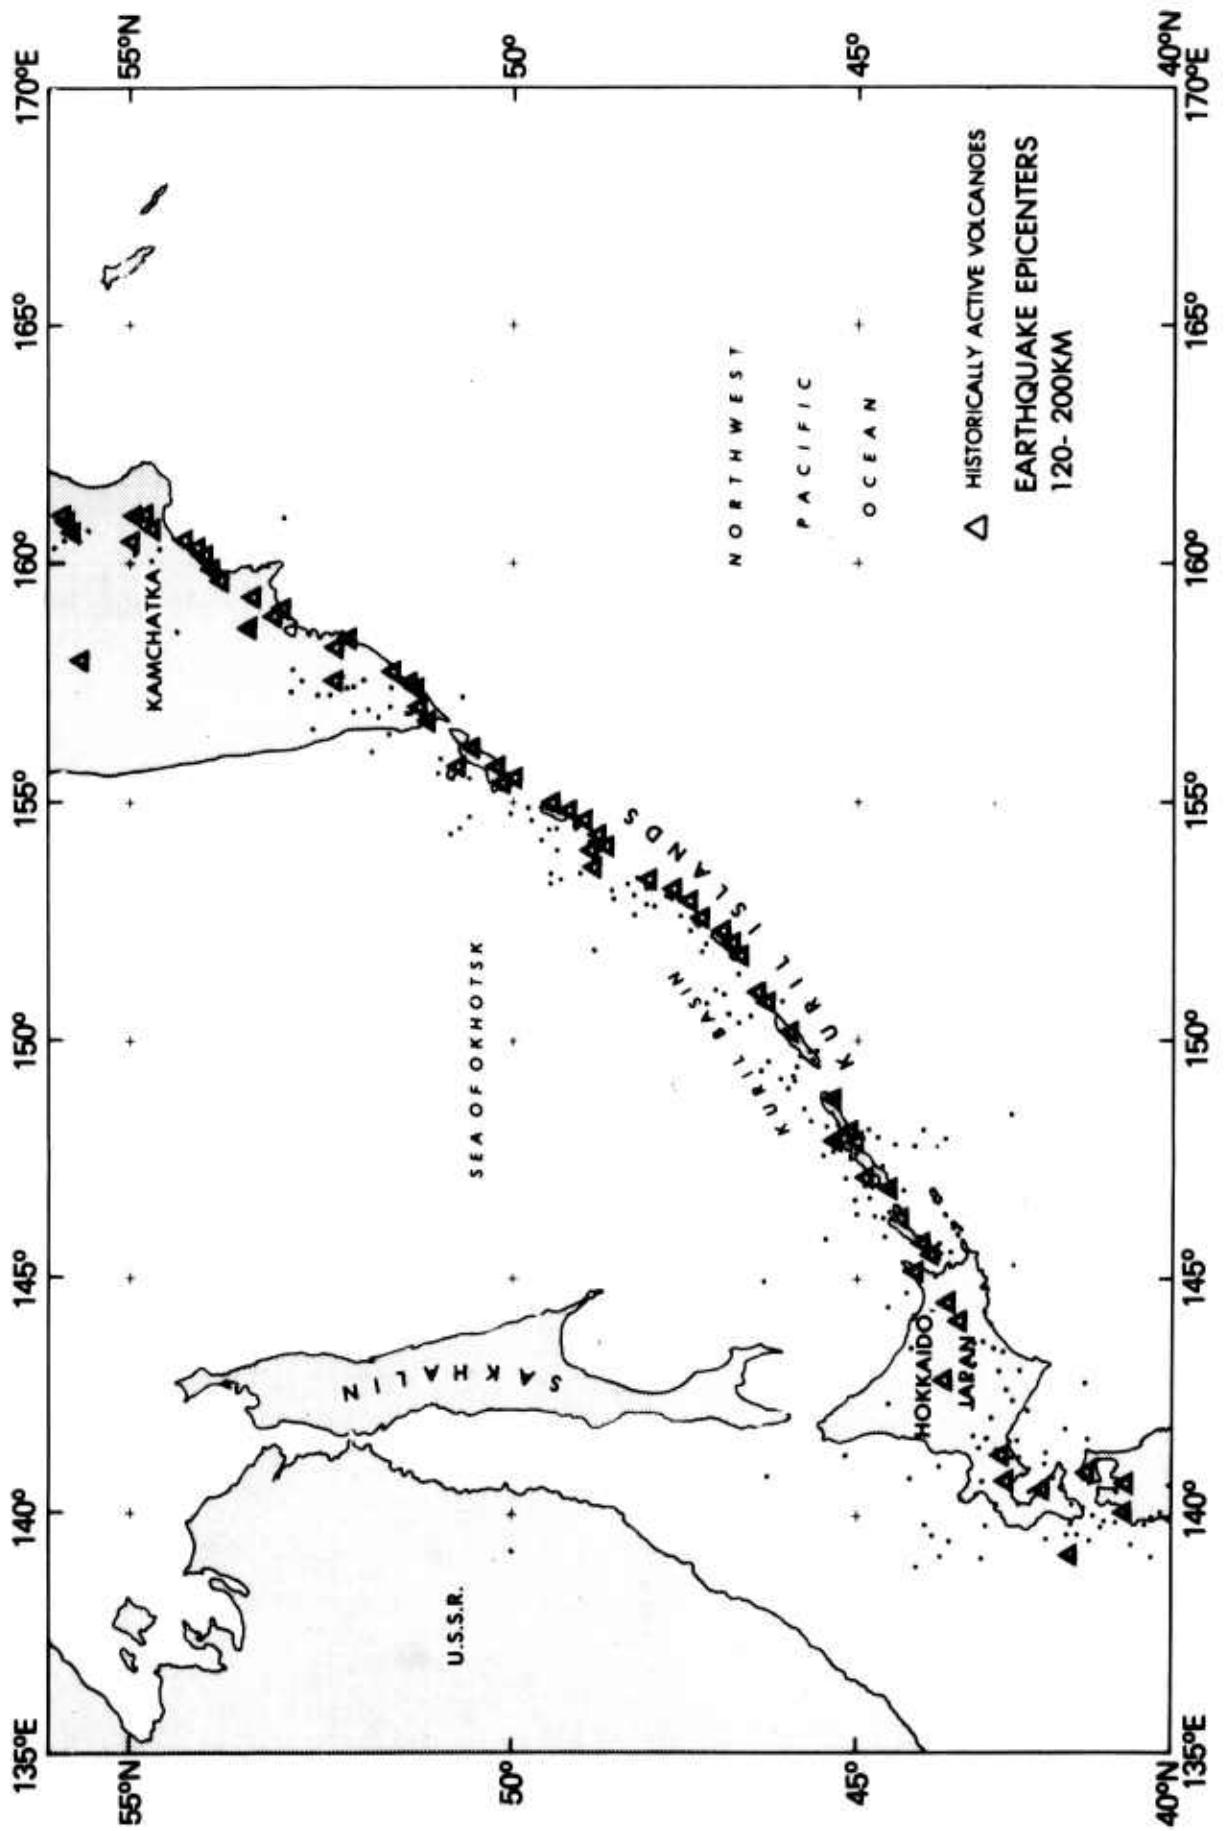 135°E 140° 145° 150° 155° 160° 165° 170°E
55°N
55°N
KAMCHATKA
SAKHALIN
SEA OF OKHOTSK
U.S.S.R.
50°
50°
KURIL BASIN
KURIL ISLANDS
NORTHWEST
PACIFIC
OCEAN
45°
45°
HOKKAIDO,
JAPAN
HISTORICALLY ACTIVE VOLCANOES
EARTHQUAKE EPICENTERS
120- 200KM
40°N
40°N
135°E 140° 145° 150° 155° 160° 165° 170°E